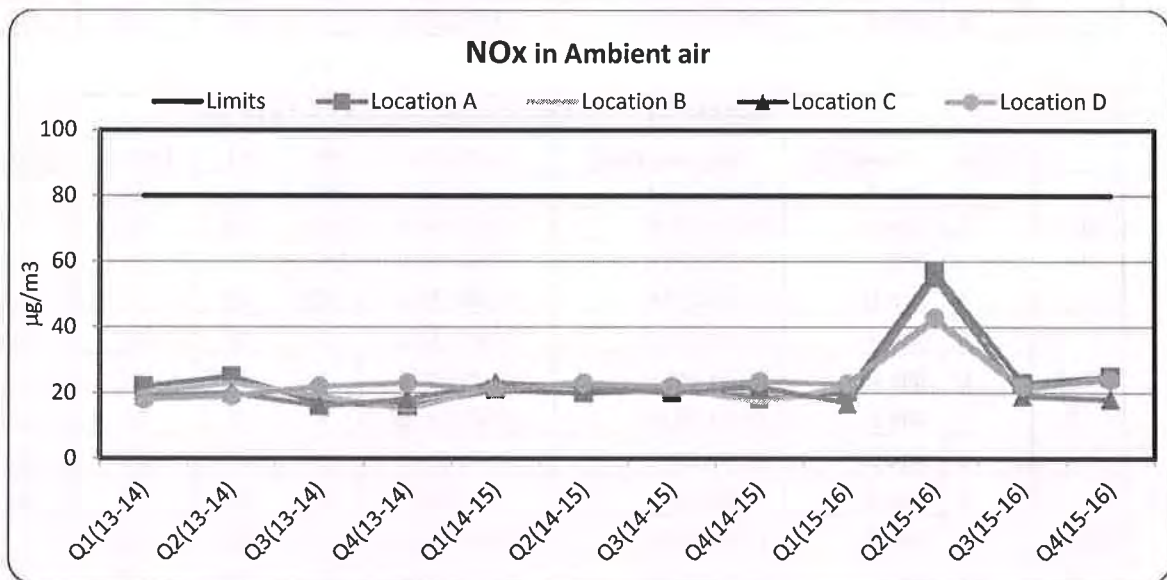 NOx in Ambient air
Limits Location A Location B Location C Location D
100
80
60
40
20
0
µg/m3
Q1(13-14)
Q2(13-14)
Q3(13-14)
Q4(13-14)
Q1(14-15)
Q2(14-15)
Q3(14-15)
Q4(14-15)
Q1(15-16)
Q2(15-16)
Q3(15-16)
Q4(15-16)